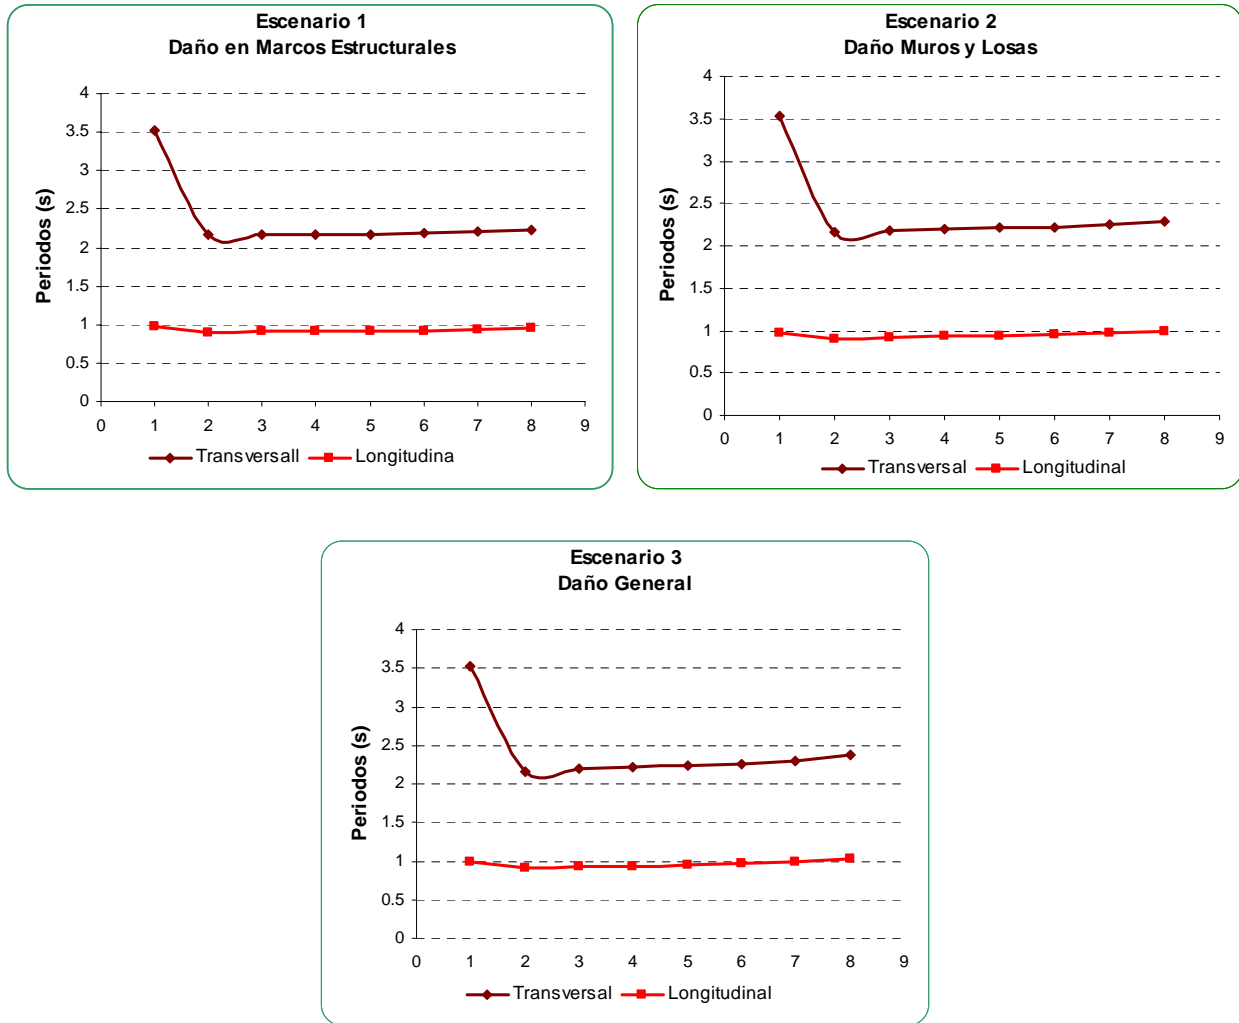 Escenario 1
Daño en Marcos Estructurales
Periodos (s)
4
3.5
3
2.5
2
1.5
1
0.5
0
0 1 2 3 4 5 6 7 8 9
Transversall Longitudina
Escenario 2
Daño Muros y Losas
Periodos (s)
4
3.5
3
2.5
2
1.5
1
0.5
0
0 1 2 3 4 5 6 7 8 9
Transversal Longitudinal
Escenario 3
Daño General
Periodos (s)
4
3.5
3
2.5
2
1.5
1
0.5
0
0 1 2 3 4 5 6 7 8 9
Transversal Longitudinal